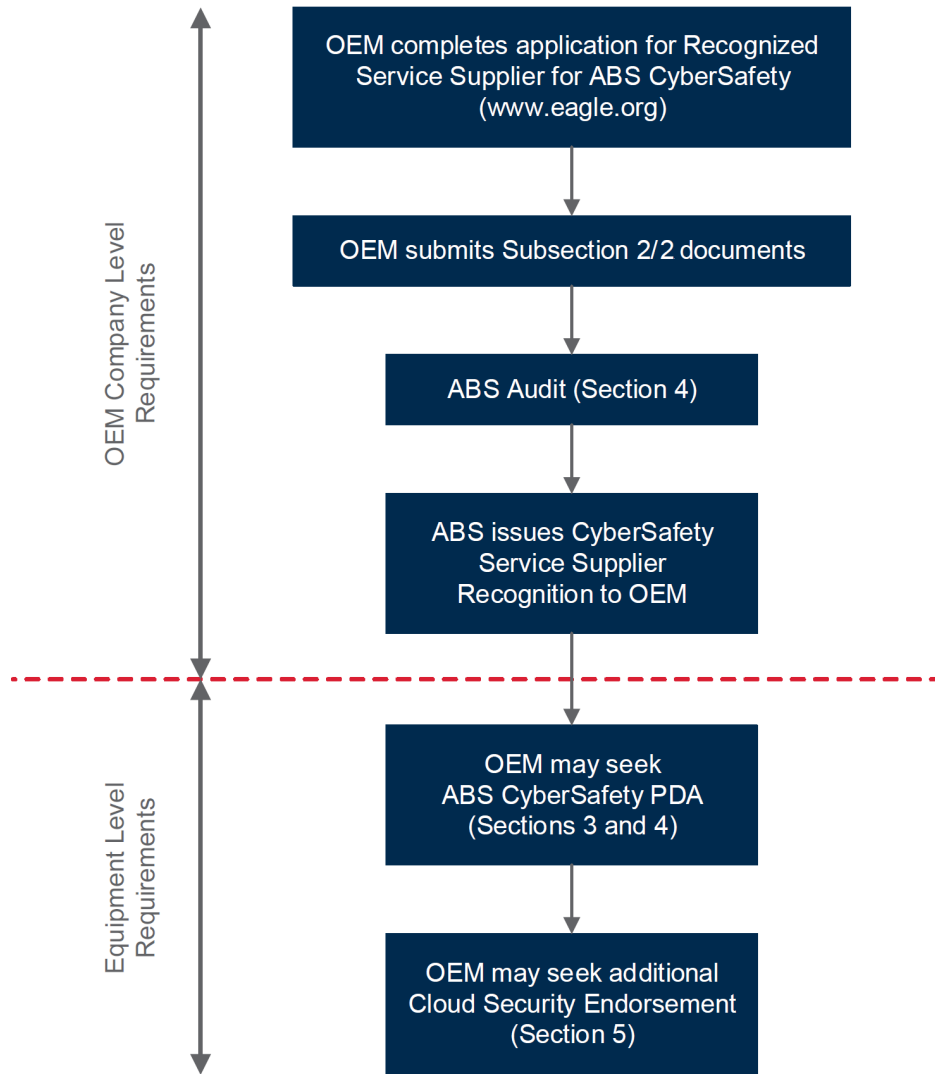 OEM completes application for Recognized
Service Supplier for ABS CyberSafety
(www.eagle.org)
OEM submits Subsection 2/2 documents
ABS Audit (Section 4)
ABS issues CyberSafety
Service Supplier
Recognition to OEM
OEM Company Level
Requirements
OEM may seek
ABS CyberSafety PDA
(Sections 3 and 4)
OEM may seek additional
Cloud Security Endorsement
(Section 5)
Equipment Level
Requirements